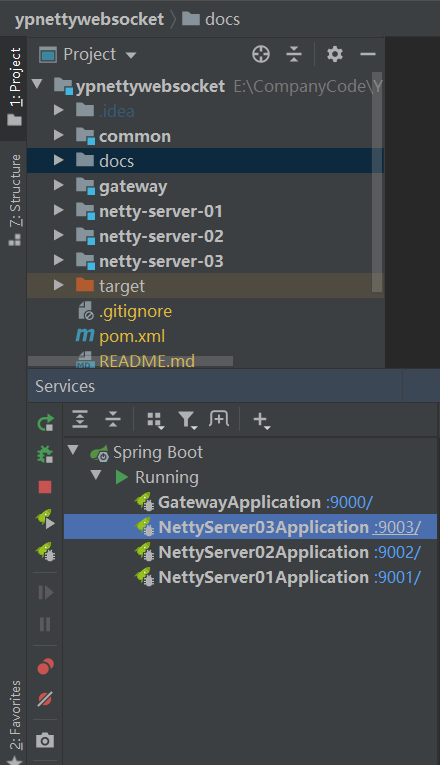 ypnettywebsocket docs
1: Project
Project
ypnettywebsocket E:\CompanyCode\Y
.idea
common
docs
7: Structure
gateway
netty-server-01
netty-server-02
netty-server-03
target
.gitignore
m pom.xml
MD README.md
Services
Spring Boot
Running
GatewayApplication :9000/
NettyServer03Application :9003/
NettyServer02Application :9002/
NettyServer01Application :9001/
2: Favorites